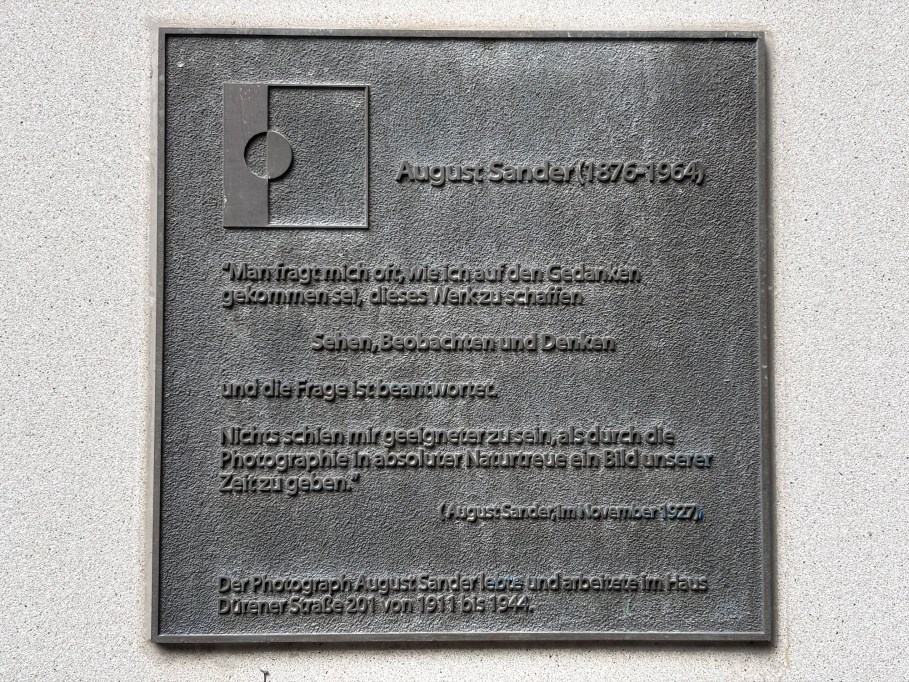 August Sander (1876-1964)
"Man fragt mich oft, wie ich auf den Gedanken
gekommen sei, dieses Werk zu schaffen
Sehen, Beobachten und Denken
und die Frage ist beantwortet.
Nichts schien mir geeigneter zu sein, als durch die
Photographie in absoluter Naturtreue ein Bild unserer
Zeit zu geben."
(August Sander, im November 1927)
Der Photograph August Sander lebte und arbeitete im Haus
Dürener Straße 201 von 1911 bis 1944.